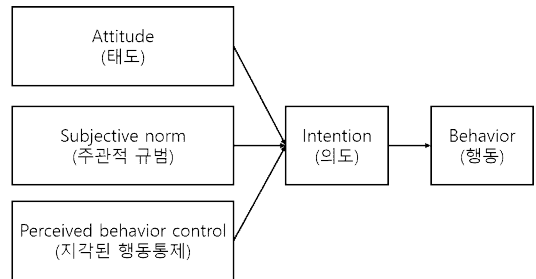 Attitude
(태도)
Subjective norm
(주관적 규범)
Perceived behavior control
(지각된 행동통제)
Intention
(의도)
Behavior
(행동)